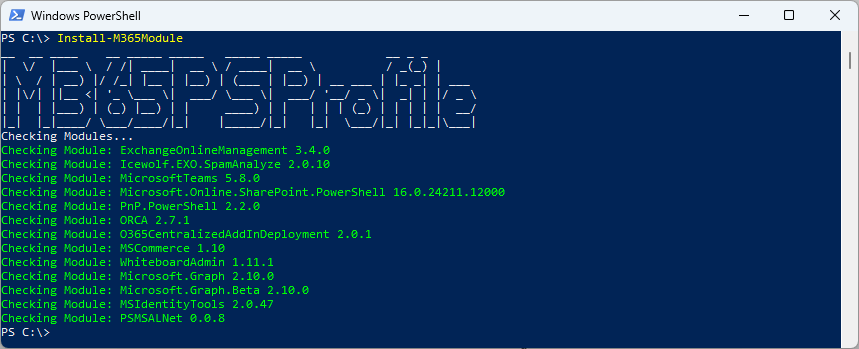 Windows PowerShell
PS C:\> Install-M365Module
M365PSProfile
Checking Modules...
Checking Module: ExchangeOnlineManagement 3.4.0
Checking Module: Icewolf.EXO.SpamAnalyze 2.0.10
Checking Module: MicrosoftTeams 5.8.0
Checking Module: Microsoft.Online.SharePoint.PowerShell 16.0.24211.12000
Checking Module: PnP.PowerShell 2.2.0
Checking Module: ORCA 2.7.1
Checking Module: O365CentralizedAddInDeployment 2.0.1
Checking Module: MSCommerce 1.10
Checking Module: WhiteboardAdmin 1.11.1
Checking Module: Microsoft.Graph 2.10.0
Checking Module: Microsoft.Graph.Beta 2.10.0
Checking Module: MSIdentityTools 2.0.47
Checking Module: PSMSALNet 0.0.8
PS C:\>